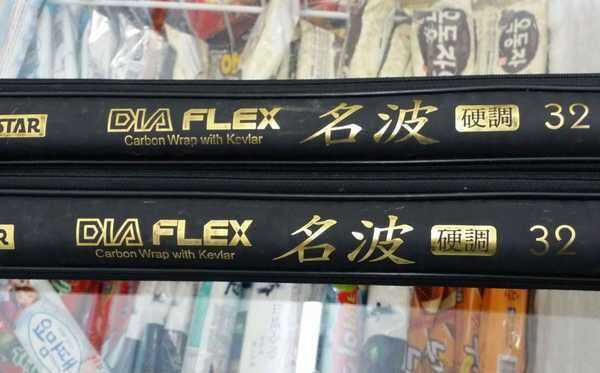 STAR DIA FLEX 名波 硬調 32
Carbon Wrap with Kevlar
R DIA FLEX 名波 硬調 32
Carbon Wrap with Kevlar